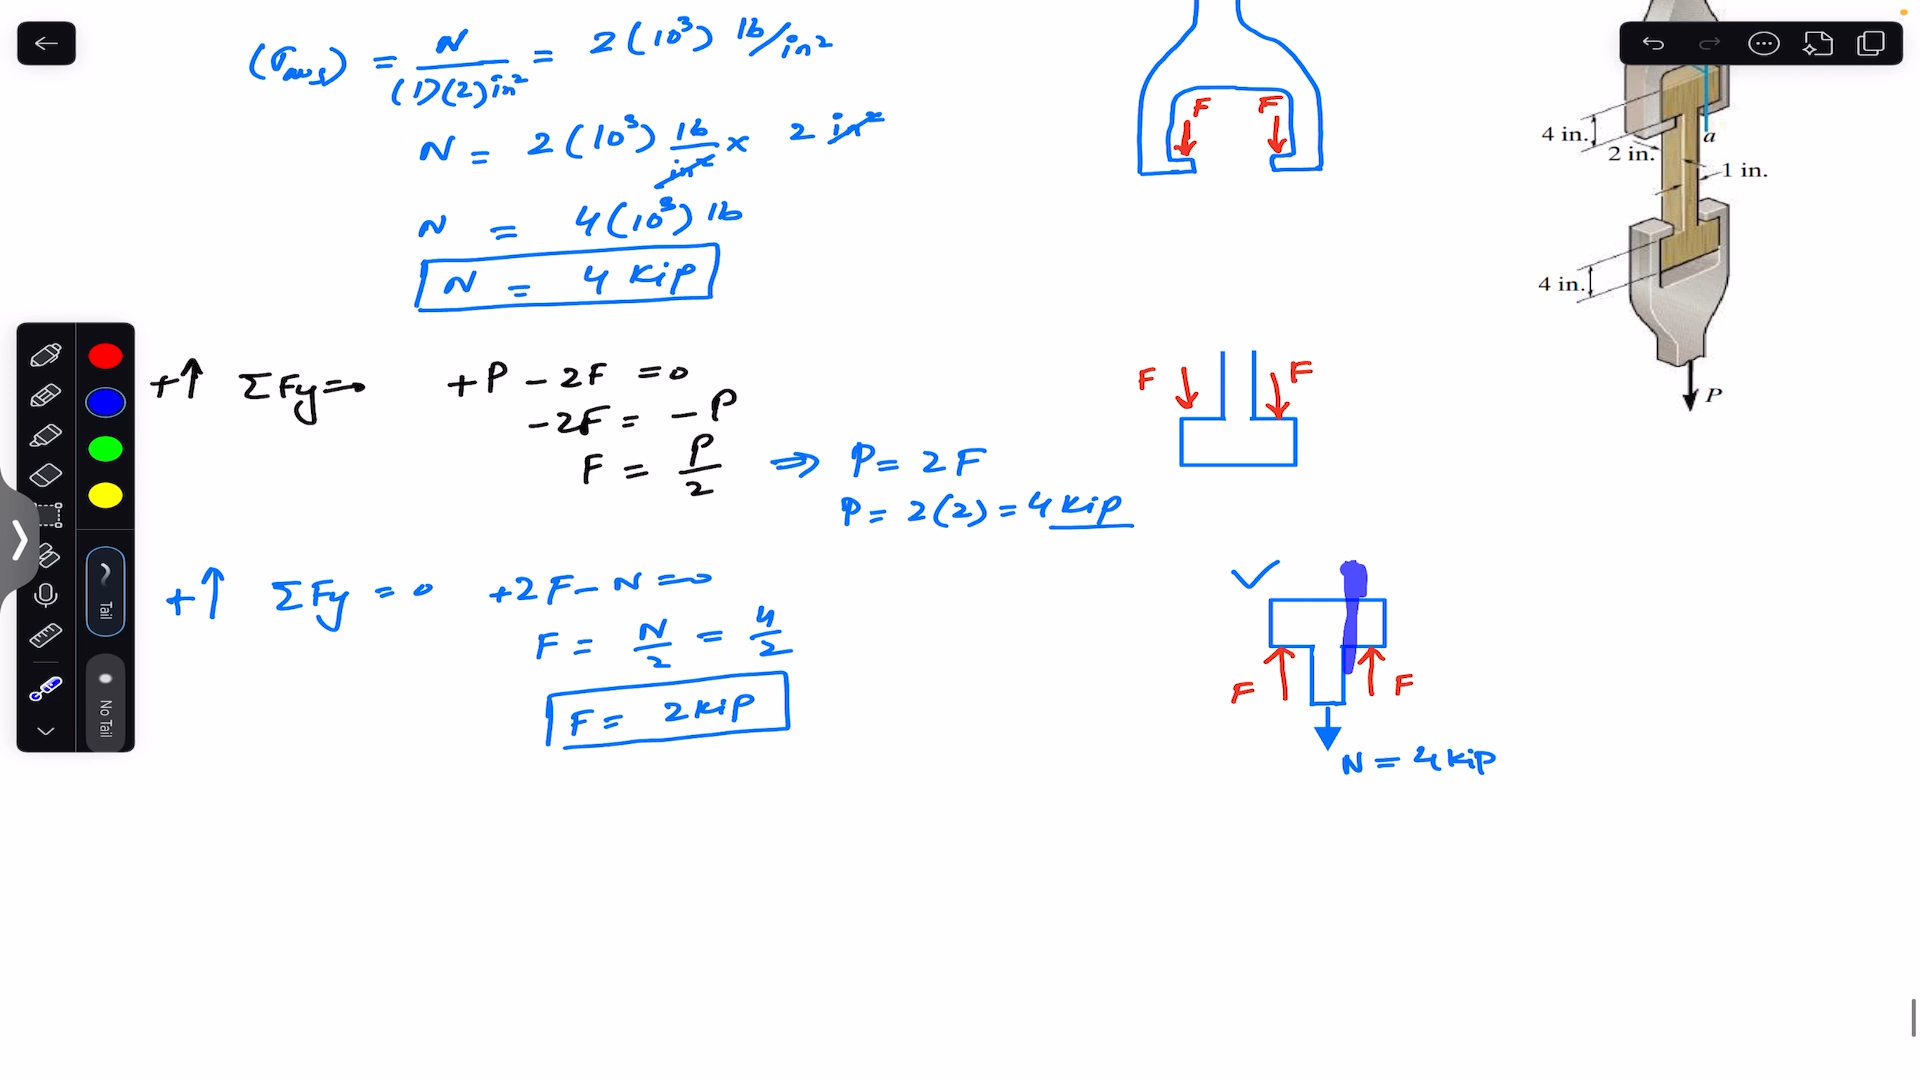 (σavg) = N / (1)(2) in² = 2(10³) lb/in²
N = 2(10³) lb/in² × 2 in²
N = 4(10³) lb
N = 4 kip
+↑ ΣFy=0 +P - 2F = 0
-2F = -P
F = P/2 ⇒ P = 2F
P = 2(2) = 4 kip
+↑ ΣFy = 0 +2F - N = 0
F = N/2 = 4/2
F = 2 kip
F F
F F
F F
N = 4 kip
4 in.
2 in.
a
1 in.
4 in.
P
Tail
No Tail